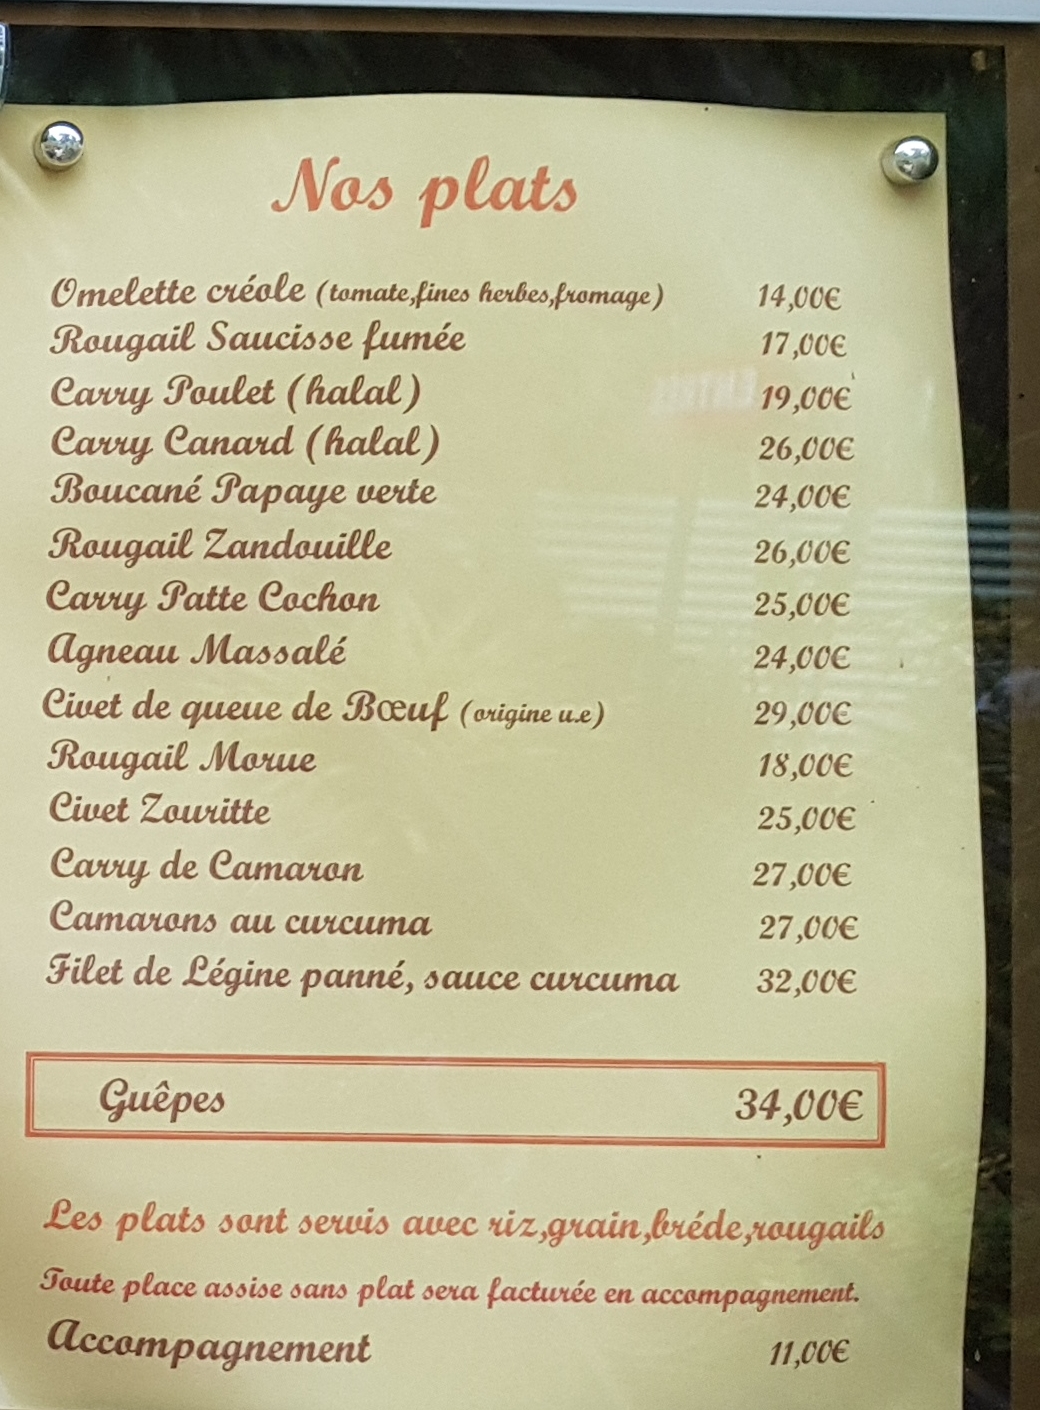 Nos plats
Omelette créole (tomate,fines herbes,fromage) 14,00€
Rougail Saucisse fumée 17,00€
Carry Poulet (halal) 19,00€
Carry Canard (halal) 26,00€
Boucané Papaye verte 24,00€
Rougail Zandouille 26,00€
Carry Patte Cochon 25,00€
Agneau Massalé 24,00€
Civet de queue de Bœuf (origine u.e) 29,00€
Rougail Morue 18,00€
Civet Zouritte 25,00€
Carry de Camaron 27,00€
Camarons au curcuma 27,00€
Filet de Légine panné, sauce curcuma 32,00€
Guêpes 34,00€
Les plats sont servis avec riz,grain,bréde,rougails
Toute place assise sans plat sera facturée en accompagnement.
Accompagnement 11,00€